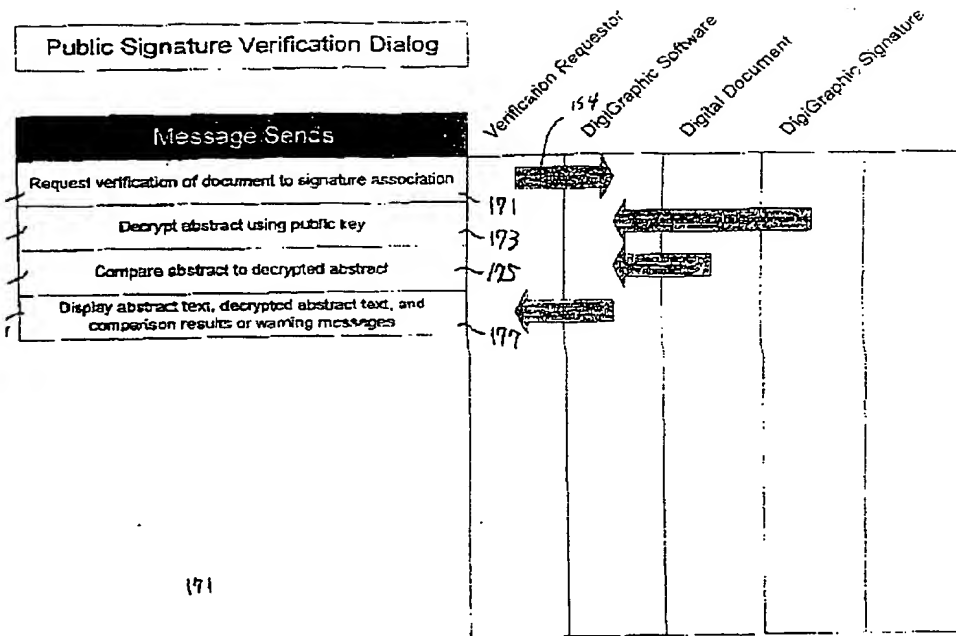 Public Signature Verification Dialog
Verification Requestor
DigiGraphic Software
Digital Document
DigiGraphic Signature
154
Message Sends
Request verification of document to signature association
171
Decrypt abstract using public key
173
Compare abstract to decrypted abstract
175
Display abstract text, decrypted abstract text, and
comparison results or warning messages
177
171